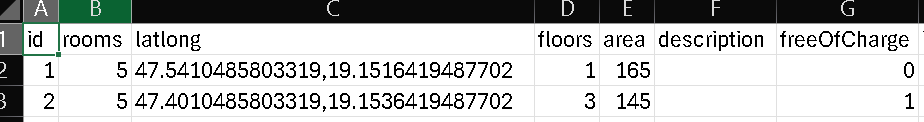 A B C D E F G
1 id rooms latlong floors area description freeOfCharge
2 1 5 47.5410485803319,19.1516419487702 1 165 0
3 2 5 47.4010485803319,19.1536419487702 3 145 1